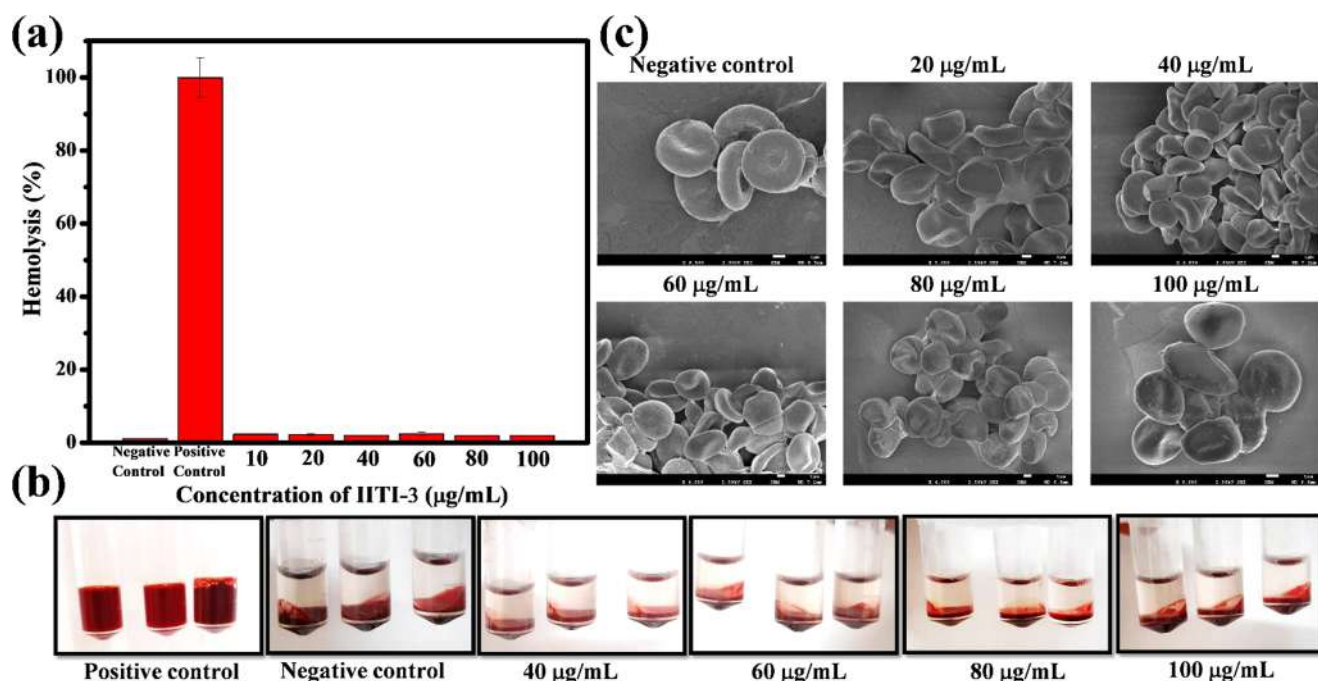 (a)
Hemolysis (%)
100
80
60
40
20
0
Negative Control
Positive Control
10
20
40
60
80
100
Concentration of IITI-3 (µg/mL)
(c)
Negative control
20 µg/mL
40 µg/mL
60 µg/mL
80 µg/mL
100 µg/mL
(b)
Positive control
Negative control
40 µg/mL
60 µg/mL
80 µg/mL
100 µg/mL